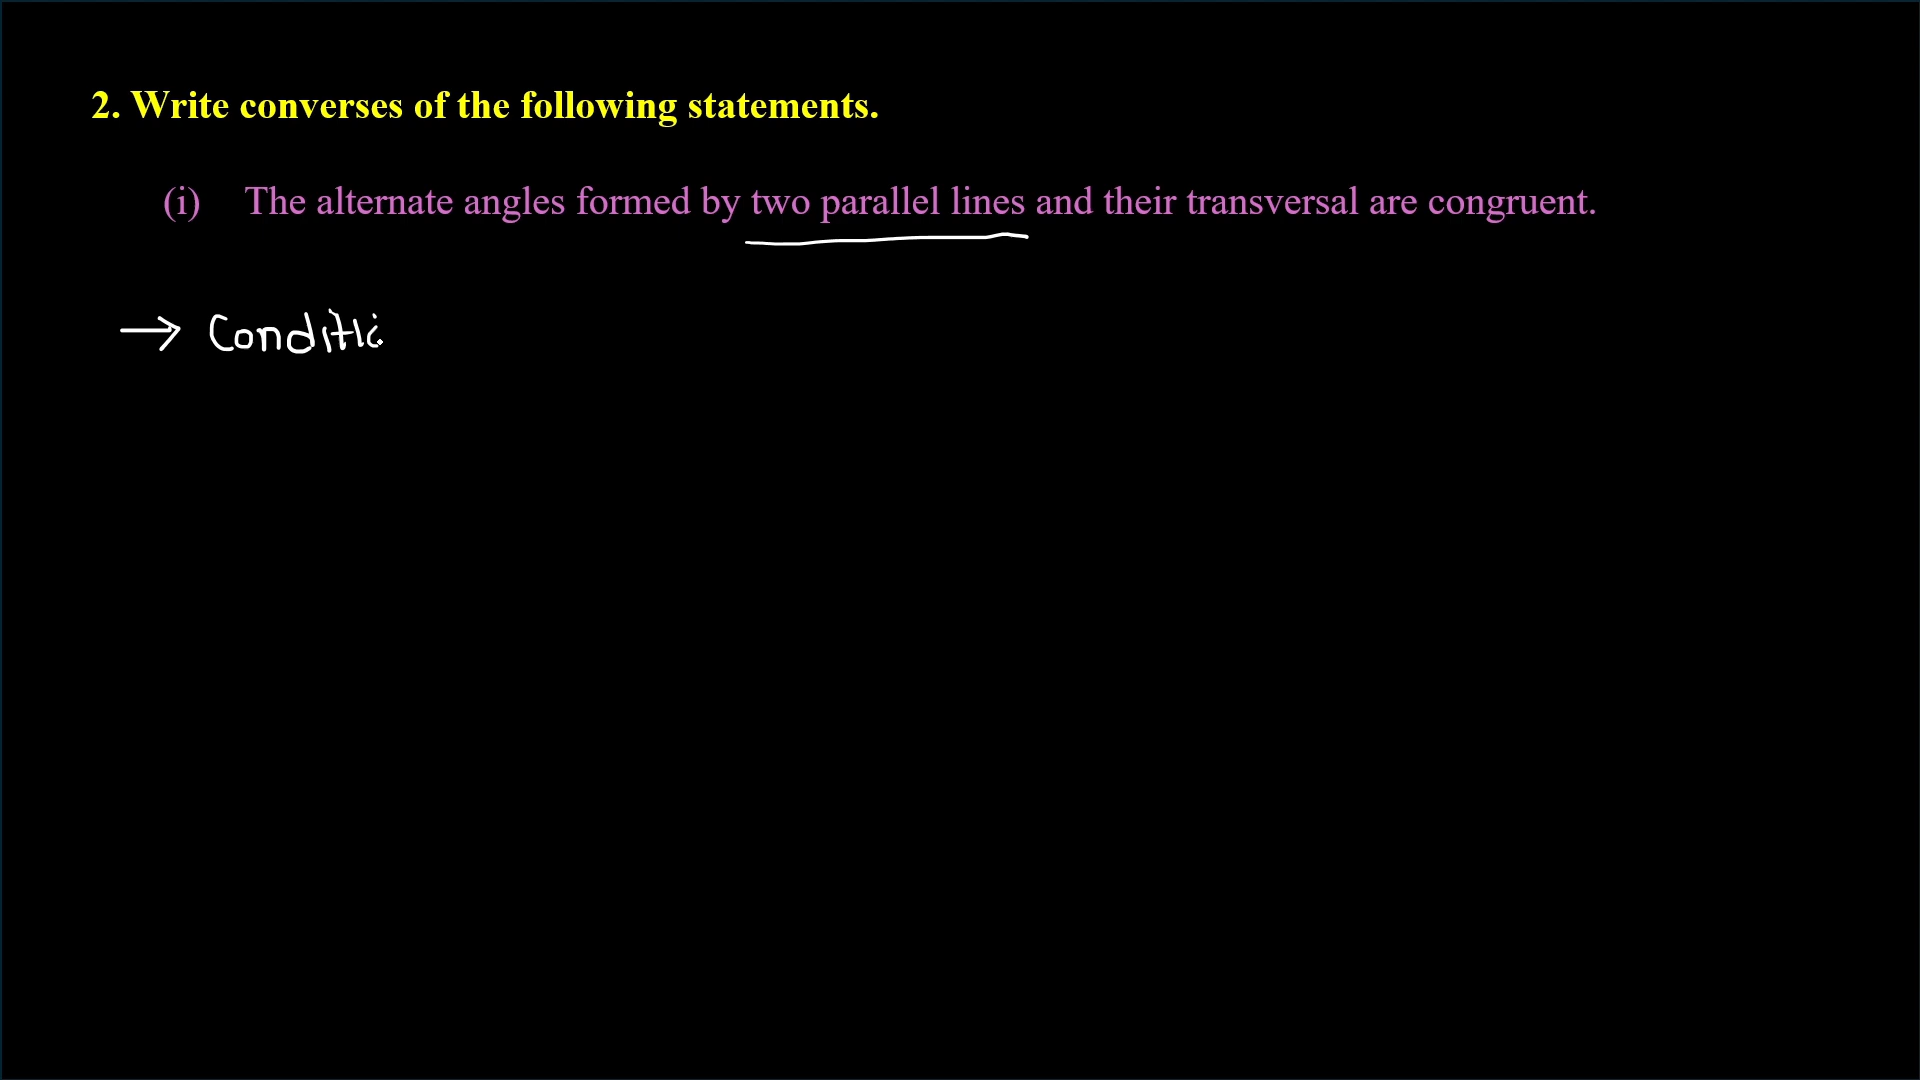 2. Write converses of the following statements.
(i) The alternate angles formed by two parallel lines and their transversal are congruent.
→ Conditi